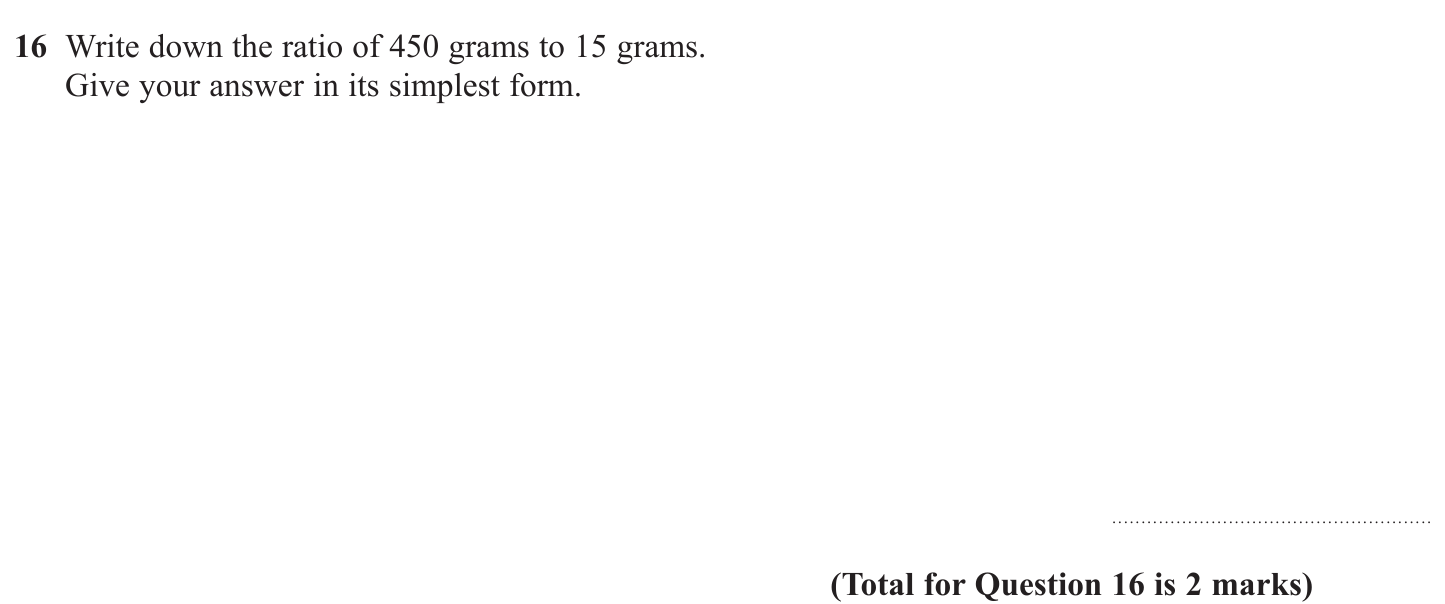 16 Write down the ratio of 450 grams to 15 grams.
Give your answer in its simplest form.
........................................................
(Total for Question 16 is 2 marks)